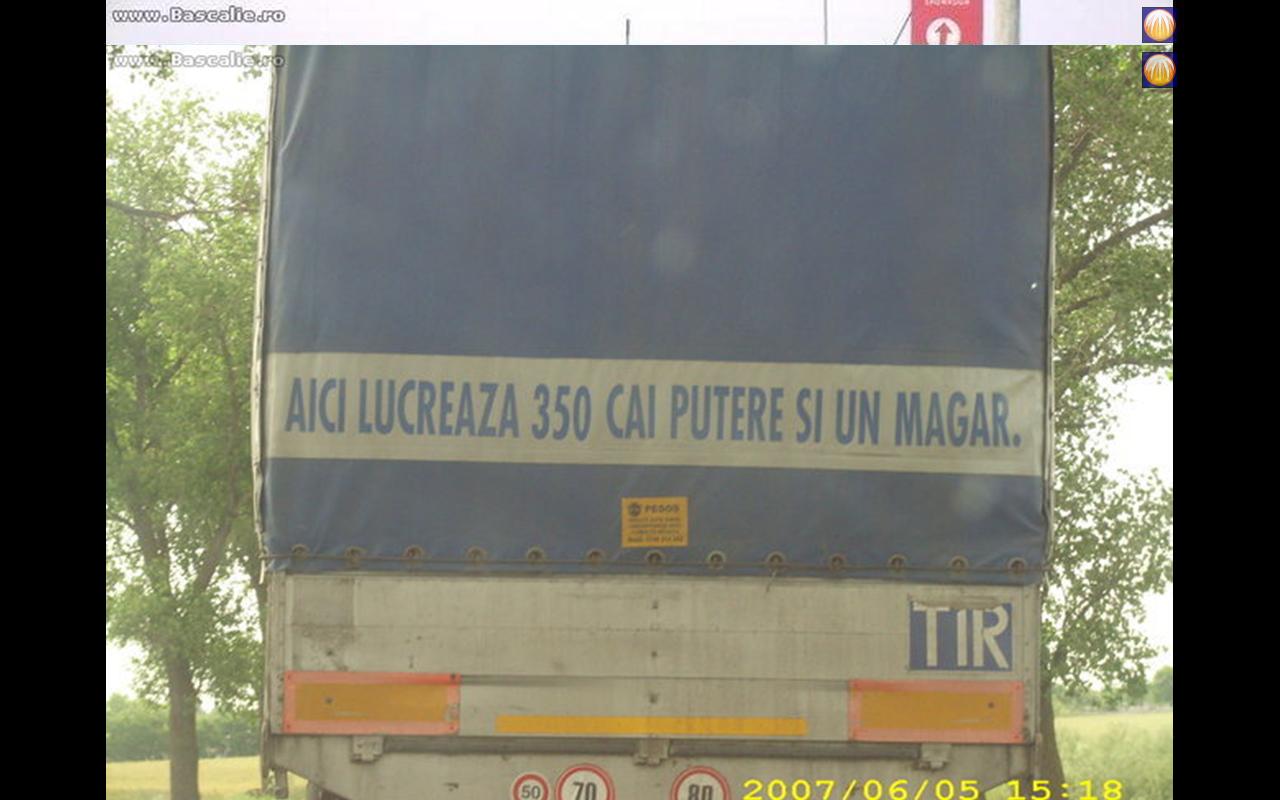 www.Bascalie.ro
www.Bascalie.ro
AICI LUCREAZA 350 CAI PUTERE SI UN MAGAR.
PESOS
TIR
50
70
80
2007/06/05 15:18